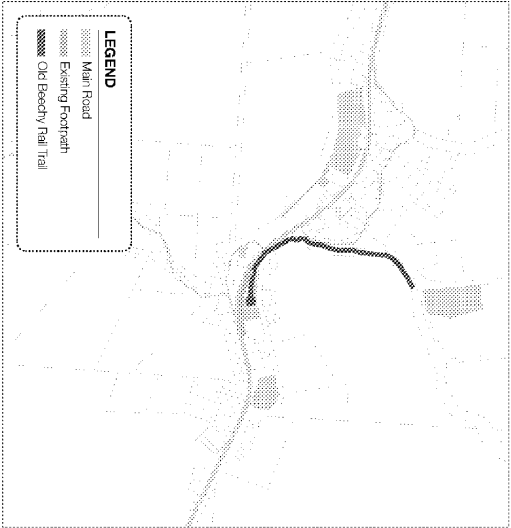 LEGEND
Main Road
Existing Footpath
Old Beechy Rail Trail